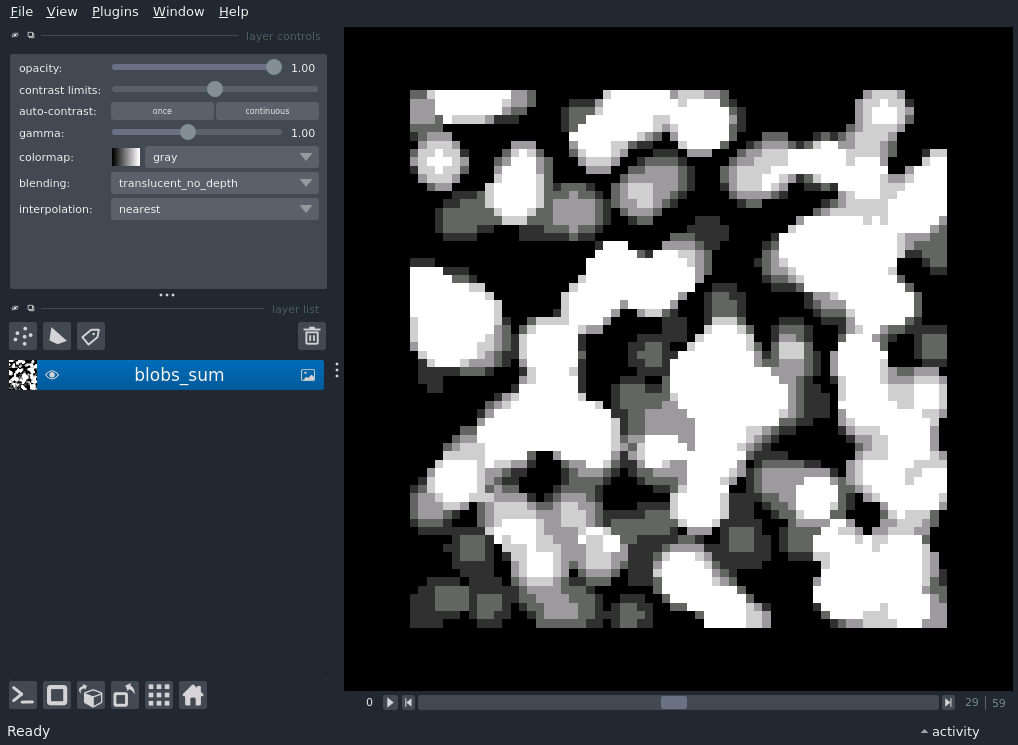 File View Plugins Window Help
layer controls
opacity: 1.00
contrast limits:
auto-contrast: once continuous
gamma: 1.00
colormap: gray
blending: translucent_no_depth
interpolation: nearest
layer list
blobs_sum
0 29 | 59
Ready activity